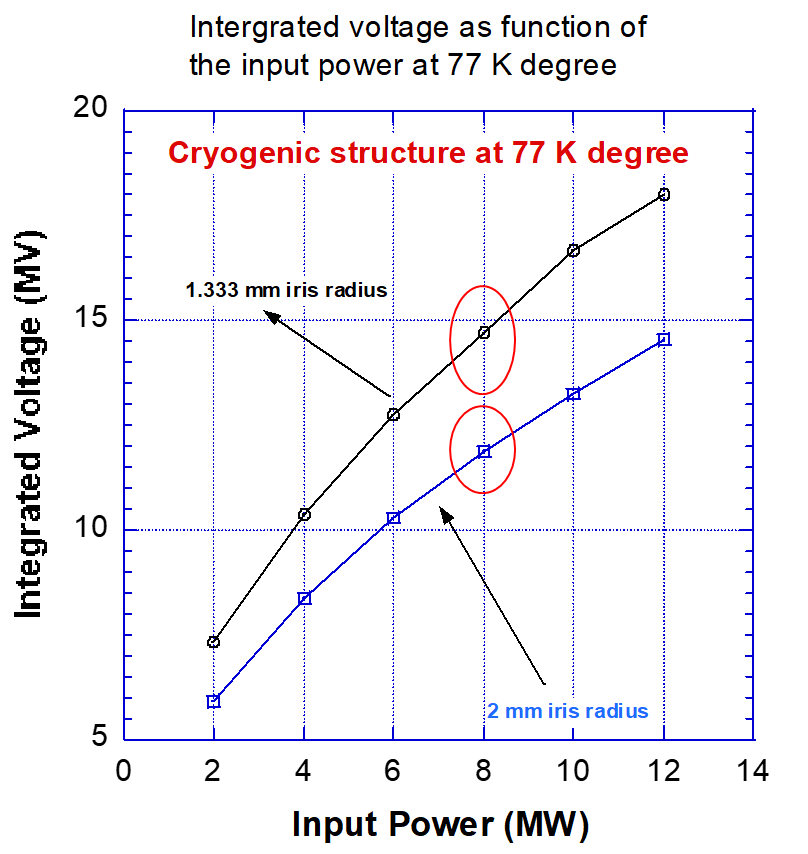 Intergrated voltage as function of
the input power at 77 K degree
20
Cryogenic structure at 77 K degree
1.333 mm iris radius
15
Integrated Voltage (MV)
10
2 mm iris radius
5
0 2 4 6 8 10 12 14
Input Power (MW)